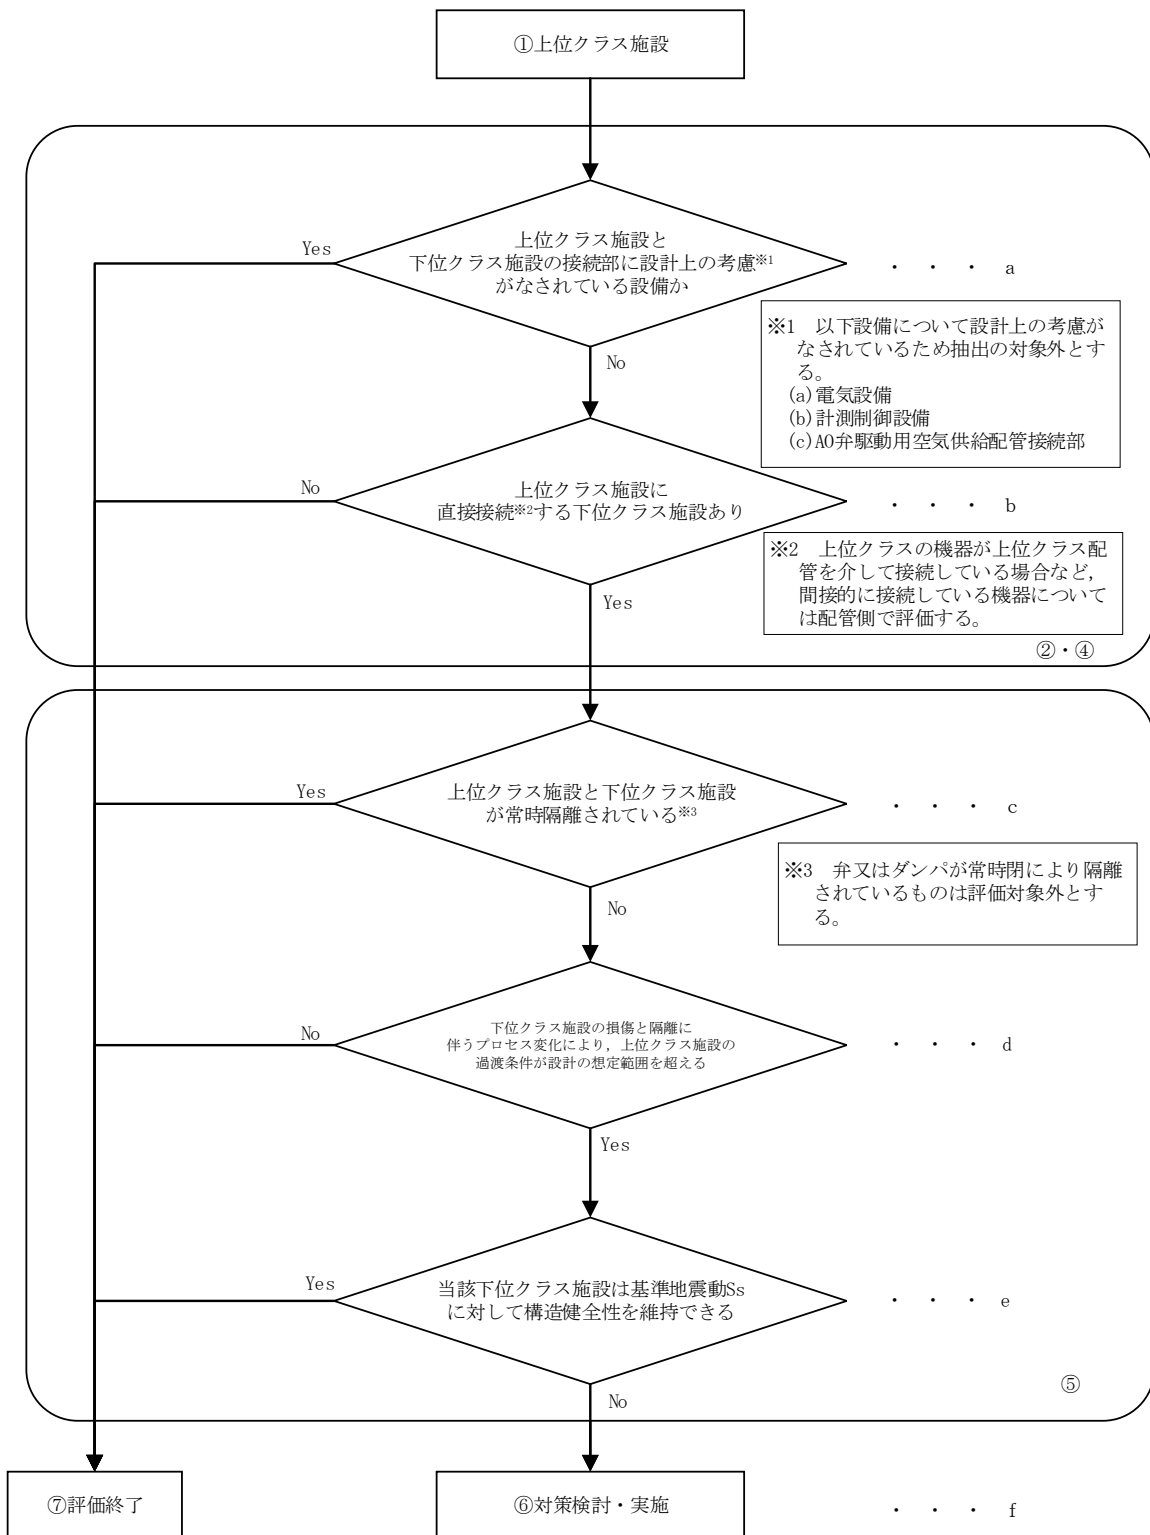 ①上位クラス施設
Yes
上位クラス施設と
下位クラス施設の接続部に設計上の考慮※1
がなされている設備か
・ ・ ・ a
※1 以下設備について設計上の考慮が
なされているため抽出の対象外とす
る。
(a)電気設備
(b)計測制御設備
(c)AO弁駆動用空気供給配管接続部
No
No
上位クラス施設に
直接接続※2する下位クラス施設あり
・ ・ ・ b
※2 上位クラスの機器が上位クラス配
管を介して接続している場合など，
間接的に接続している機器について
は配管側で評価する。
Yes
②・④
Yes
上位クラス施設と下位クラス施設
が常時隔離されている※3
・ ・ ・ c
※3 弁又はダンパが常時閉により隔離
されているものは評価対象外とす
る。
No
No
下位クラス施設の損傷と隔離に
伴うプロセス変化により，上位クラス施設の
過渡条件が設計の想定範囲を超える
・ ・ ・ d
Yes
Yes
当該下位クラス施設は基準地震動Ss
に対して構造健全性を維持できる
・ ・ ・ e
⑤
No
⑦評価終了
⑥対策検討・実施
・ ・ ・ f